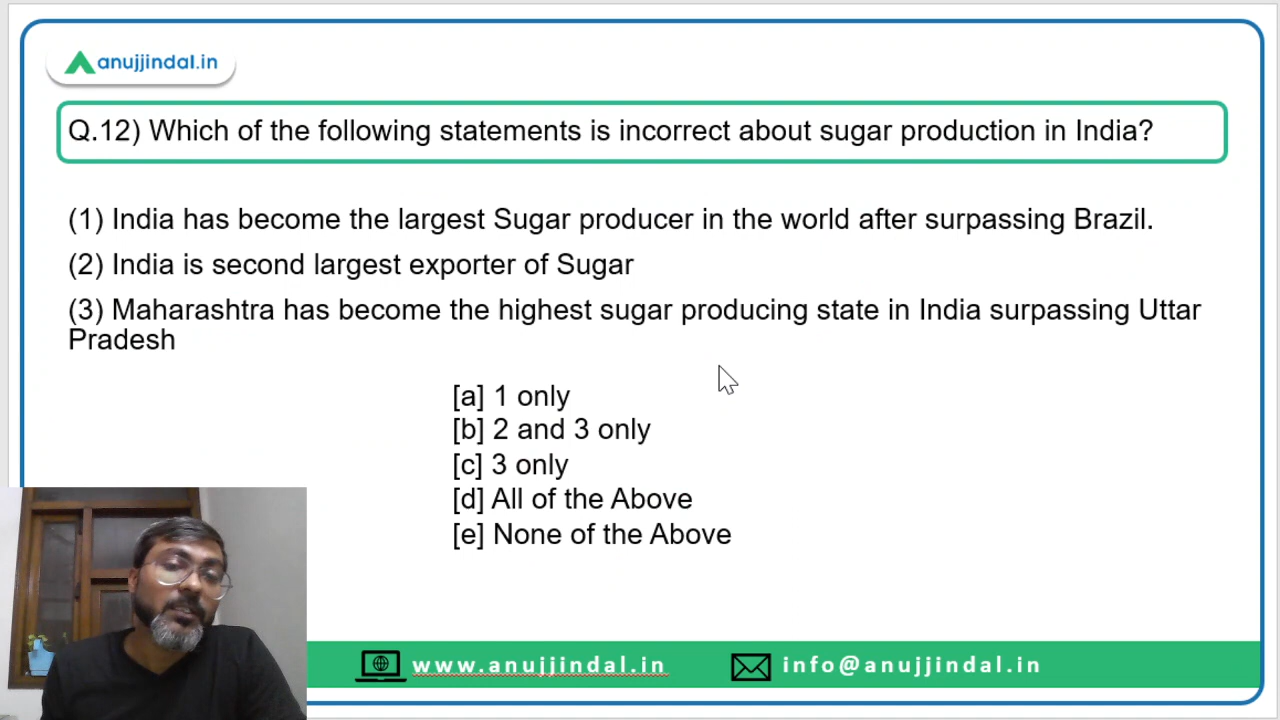 anujjindal.in
Q.12) Which of the following statements is incorrect about sugar production in India?
(1) India has become the largest Sugar producer in the world after surpassing Brazil.
(2) India is second largest exporter of Sugar
(3) Maharashtra has become the highest sugar producing state in India surpassing Uttar
Pradesh
[a] 1 only
[b] 2 and 3 only
[c] 3 only
[d] All of the Above
[e] None of the Above
www.anujjindal.in
info@anujjindal.in